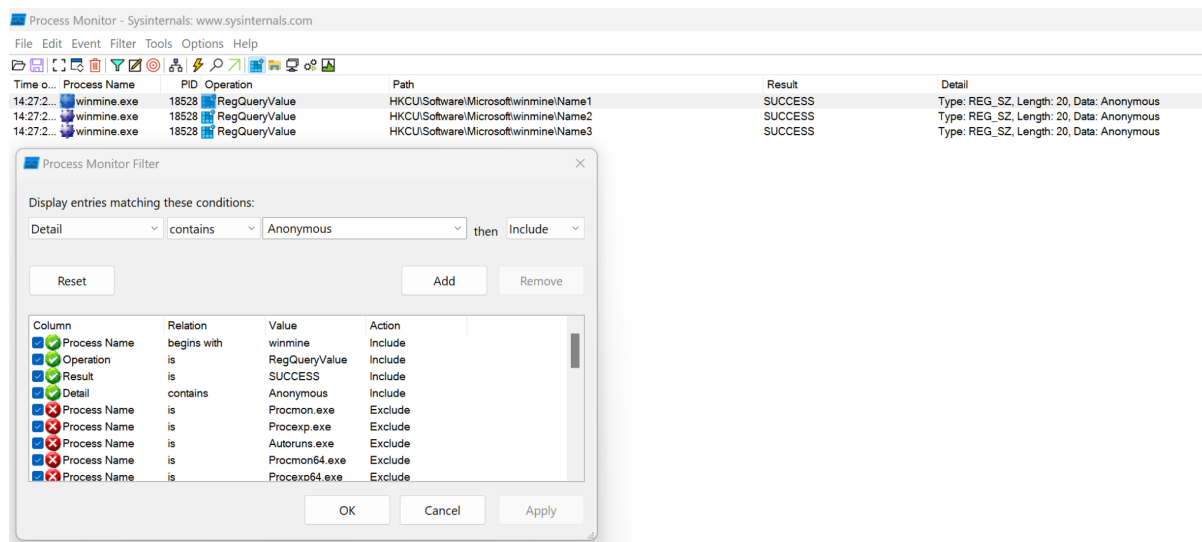 Process Monitor - Sysinternals: www.sysinternals.com
File Edit Event Filter Tools Options Help
Time o... Process Name PID Operation Path Result Detail
14:27:2... winmine.exe 18528 RegQueryValue HKCU\Software\Microsoft\winmine\Name1 SUCCESS Type: REG_SZ, Length: 20, Data: Anonymous
14:27:2... winmine.exe 18528 RegQueryValue HKCU\Software\Microsoft\winmine\Name2 SUCCESS Type: REG_SZ, Length: 20, Data: Anonymous
14:27:2... winmine.exe 18528 RegQueryValue HKCU\Software\Microsoft\winmine\Name3 SUCCESS Type: REG_SZ, Length: 20, Data: Anonymous
Process Monitor Filter
Display entries matching these conditions:
Detail contains Anonymous then Include
Reset Add Remove
Column Relation Value Action
Process Name begins with winmine Include
Operation is RegQueryValue Include
Result is SUCCESS Include
Detail contains Anonymous Include
Process Name is Procmon.exe Exclude
Process Name is Procexp.exe Exclude
Process Name is Autoruns.exe Exclude
Process Name is Procmon64.exe Exclude
Process Name is Procexp64.exe Exclude
OK Cancel Apply